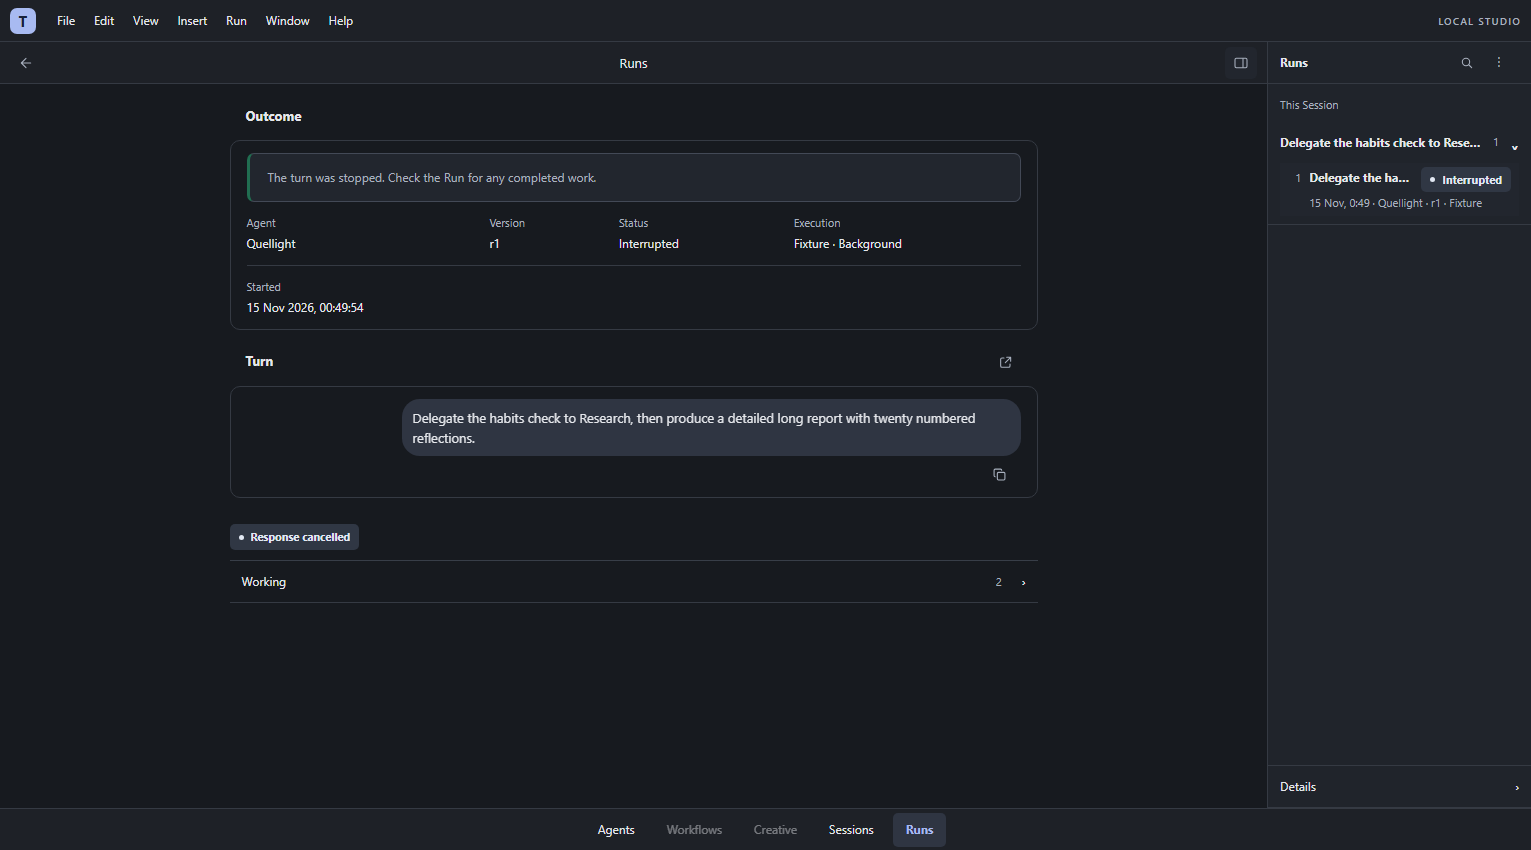 T
File
Edit
View
Insert
Run
Window
Help
LOCAL STUDIO
Runs
Outcome
The turn was stopped. Check the Run for any completed work.
Agent
Version
Status
Execution
Quellight
r1
Interrupted
Fixture · Background
Started
15 Nov 2026, 00:49:54
Turn
Delegate the habits check to Research, then produce a detailed long report with twenty numbered
reflections.
Response cancelled
Working
2
Runs
This Session
Delegate the habits check to Rese...
1
1
Delegate the ha...
Interrupted
15 Nov, 0:49 · Quellight · r1 · Fixture
Details
Agents
Workflows
Creative
Sessions
Runs